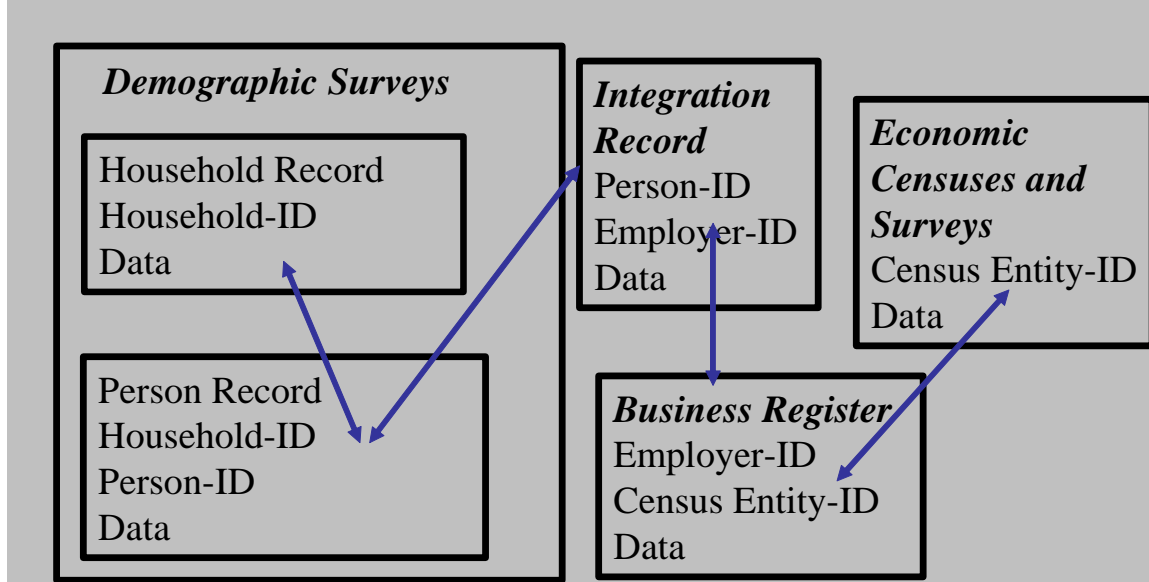 Demographic Surveys
Household Record
Household-ID
Data
Person Record
Household-ID
Person-ID
Data
Integration
Record
Person-ID
Employer-ID
Data
Business Register
Employer-ID
Census Entity-ID
Data
Economic
Censuses and
Surveys
Census Entity-ID
Data